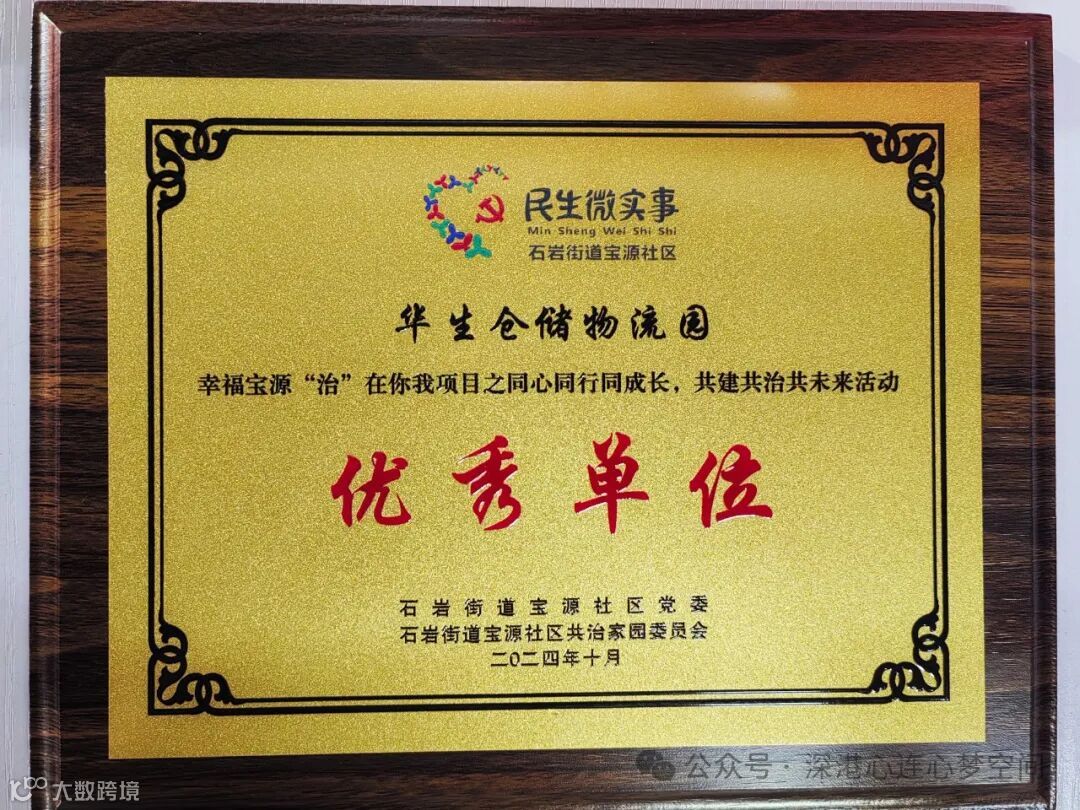 民生微实事
Min Sheng Wei Shi Shi
石岩街道宝源社区
华生仓储物流园
幸福宝源“治”在你我项目之同心同行同成长，共建共治共未来活动
优秀单位
石岩街道宝源社区党委
石岩街道宝源社区共治家园委员会
二〇二四年十月
公众号·深港心连心梦空间
大数跨境